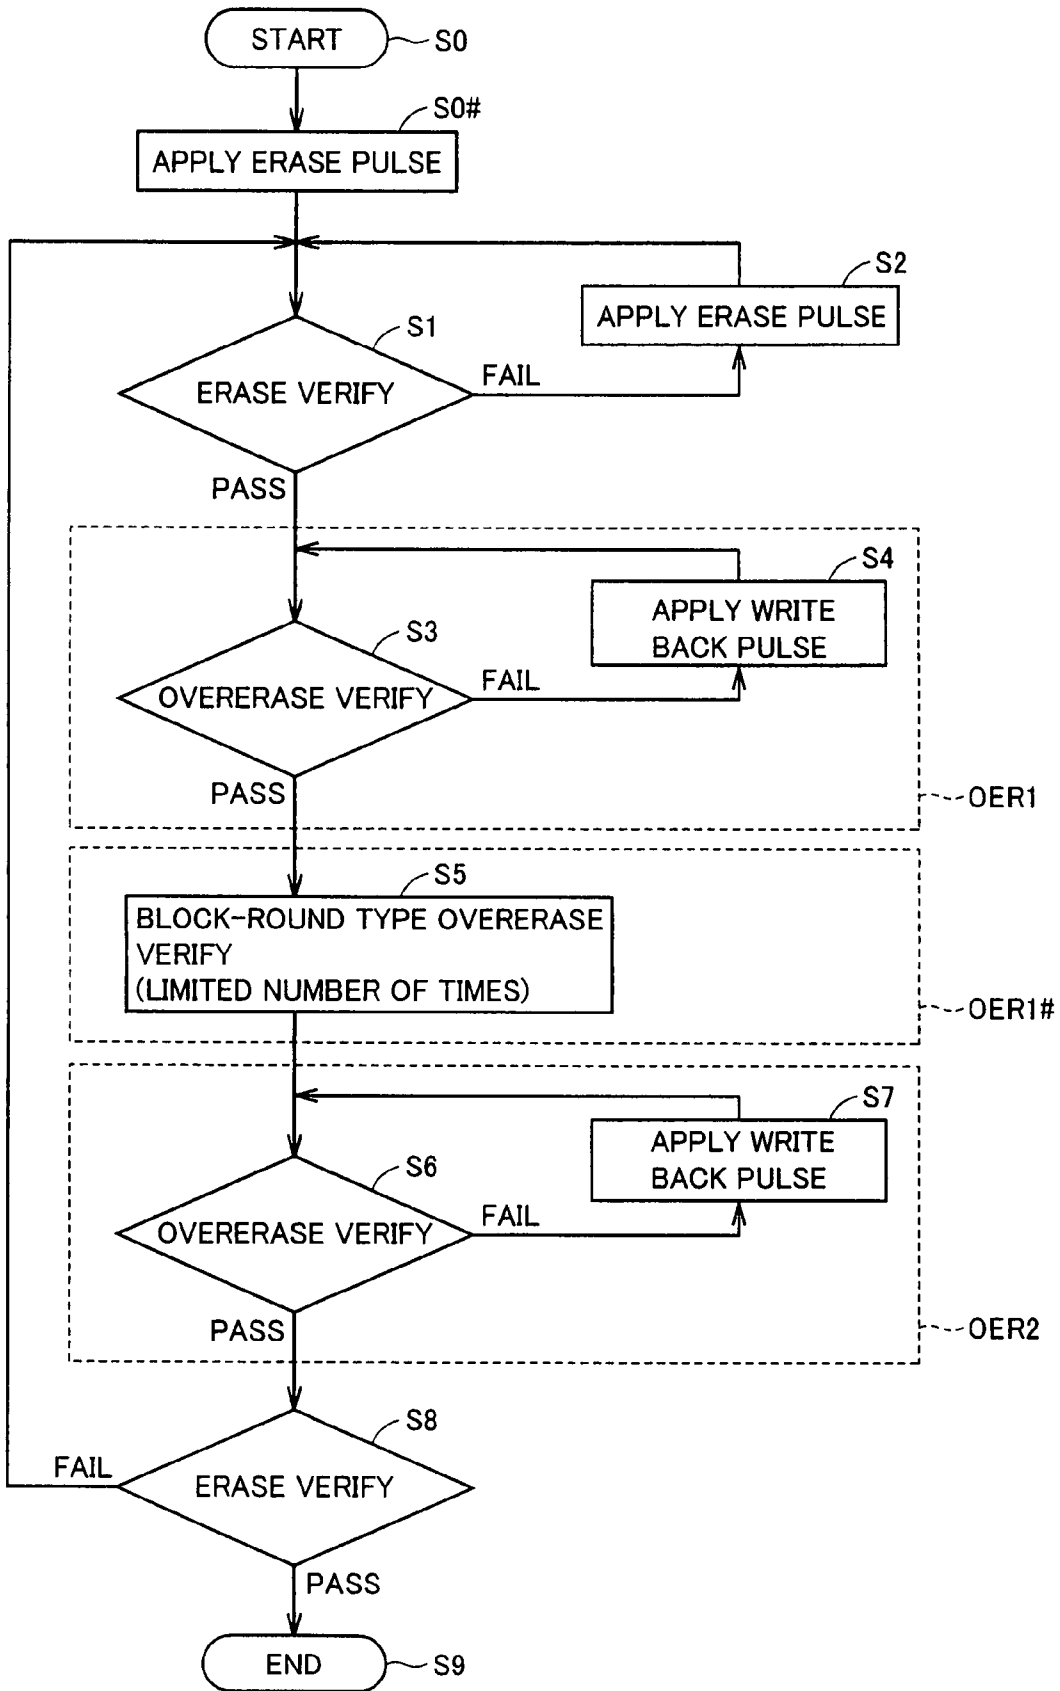 START
S0
S0#
APPLY ERASE PULSE
S2
APPLY ERASE PULSE
S1
ERASE VERIFY
FAIL
PASS
S4
APPLY WRITE
BACK PULSE
S3
OVERERASE VERIFY
FAIL
PASS
OER1
S5
BLOCK-ROUND TYPE OVERERASE
VERIFY
(LIMITED NUMBER OF TIMES)
OER1#
S7
APPLY WRITE
BACK PULSE
S6
OVERERASE VERIFY
FAIL
PASS
OER2
S8
FAIL
ERASE VERIFY
PASS
END
S9